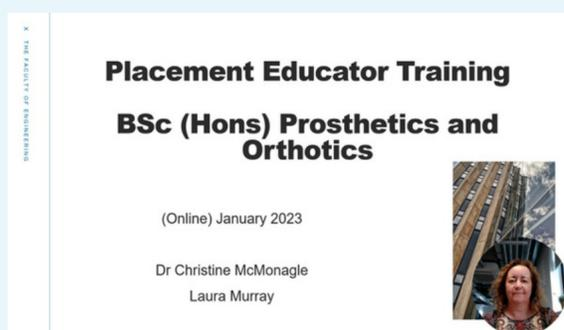 X THE FACULTY OF ENGINEERING
Placement Educator Training
BSc (Hons) Prosthetics and
Orthotics
(Online) January 2023
Dr Christine McMonagle
Laura Murray